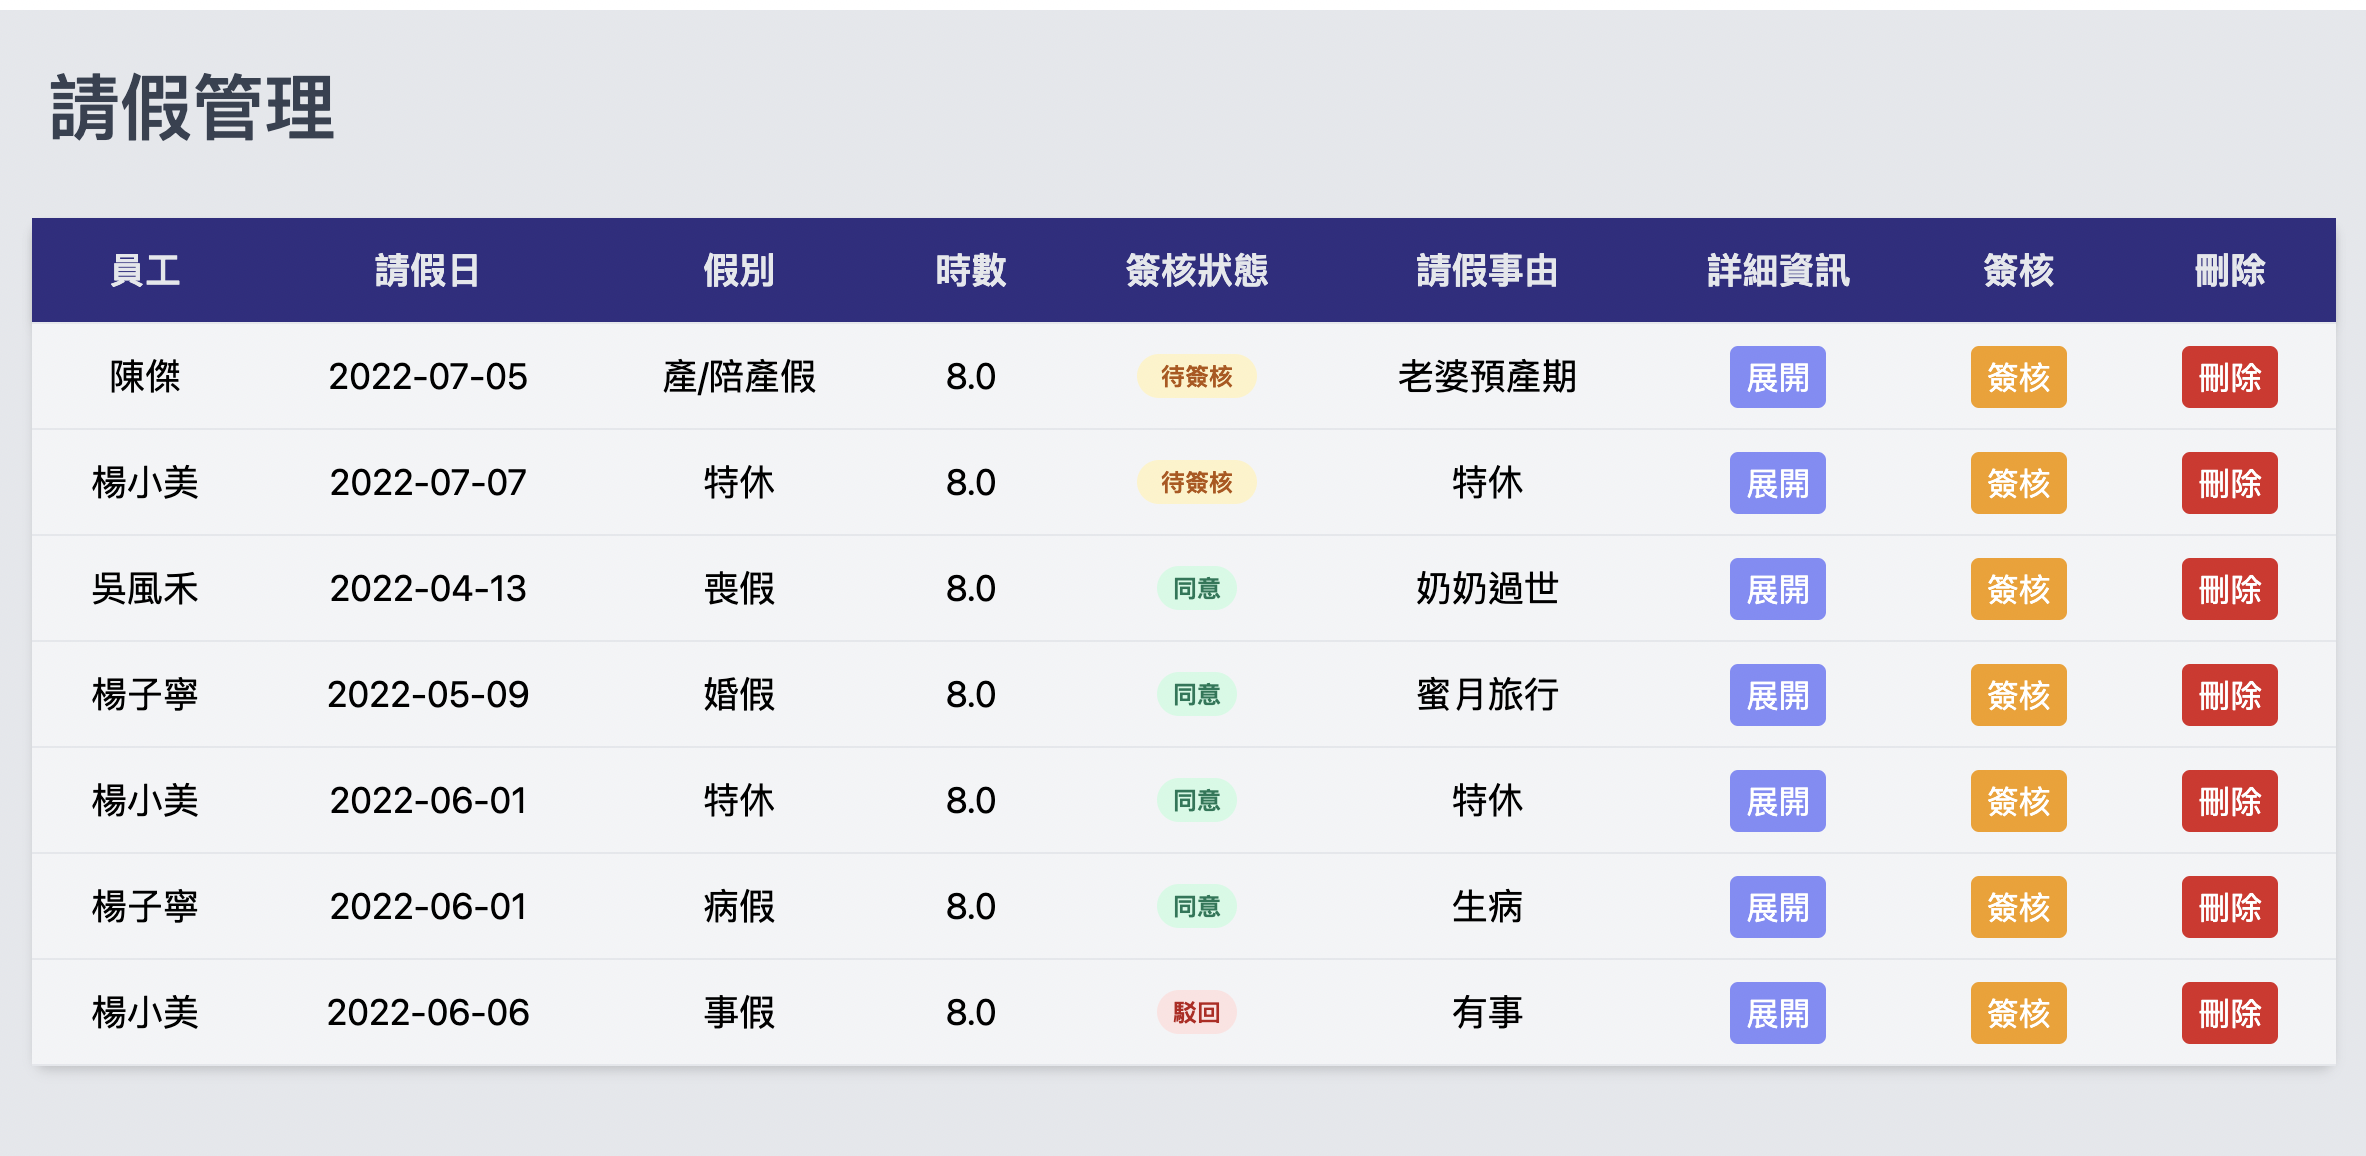 請假管理
員工 請假日 假別 時數 簽核狀態 請假事由 詳細資訊 簽核 刪除
陳傑 2022-07-05 產/陪產假 8.0 待簽核 老婆預產期 展開 簽核 刪除
楊小美 2022-07-07 特休 8.0 待簽核 特休 展開 簽核 刪除
吳風禾 2022-04-13 喪假 8.0 同意 奶奶過世 展開 簽核 刪除
楊子寧 2022-05-09 婚假 8.0 同意 蜜月旅行 展開 簽核 刪除
楊小美 2022-06-01 特休 8.0 同意 特休 展開 簽核 刪除
楊子寧 2022-06-01 病假 8.0 同意 生病 展開 簽核 刪除
楊小美 2022-06-06 事假 8.0 駁回 有事 展開 簽核 刪除